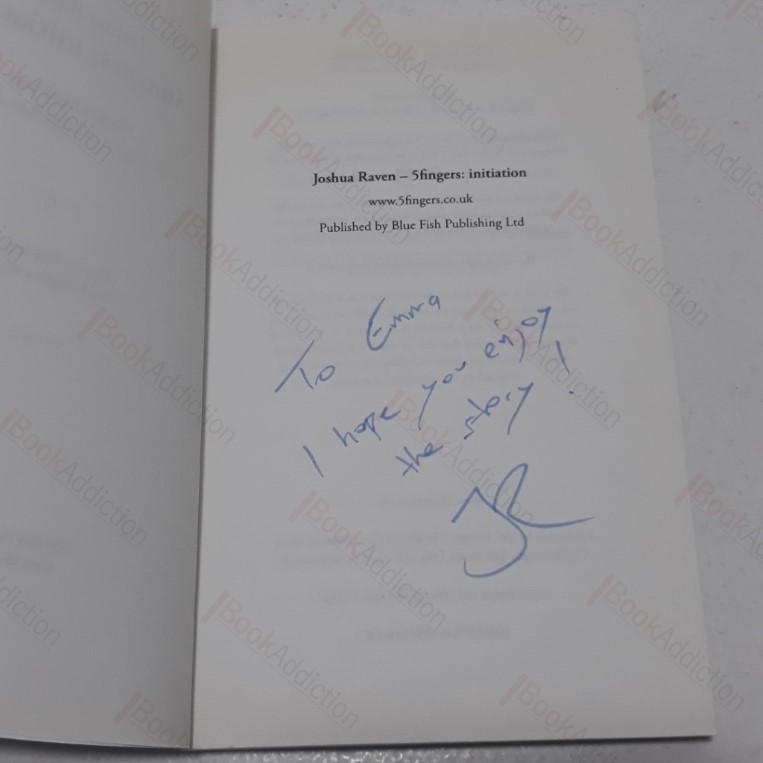 Joshua Raven – 5fingers: initiation
www.5fingers.co.uk
Published by Blue Fish Publishing Ltd
To Emma
I hope you enjoy
the story!
BookAddiction